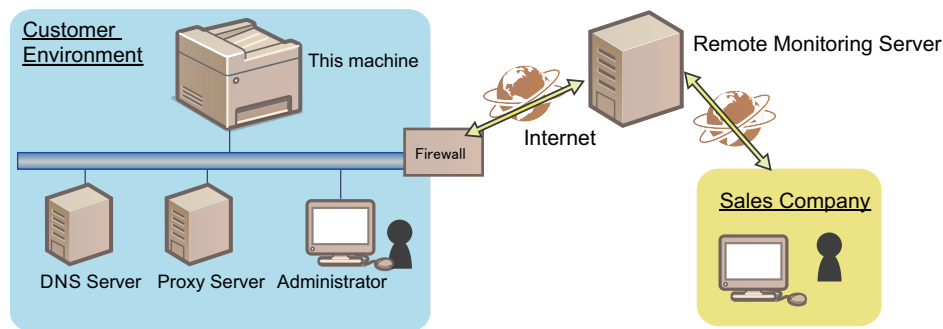 Customer
Environment
This machine
Remote Monitoring Server
Firewall
Internet
Sales Company
DNS Server
Proxy Server
Administrator